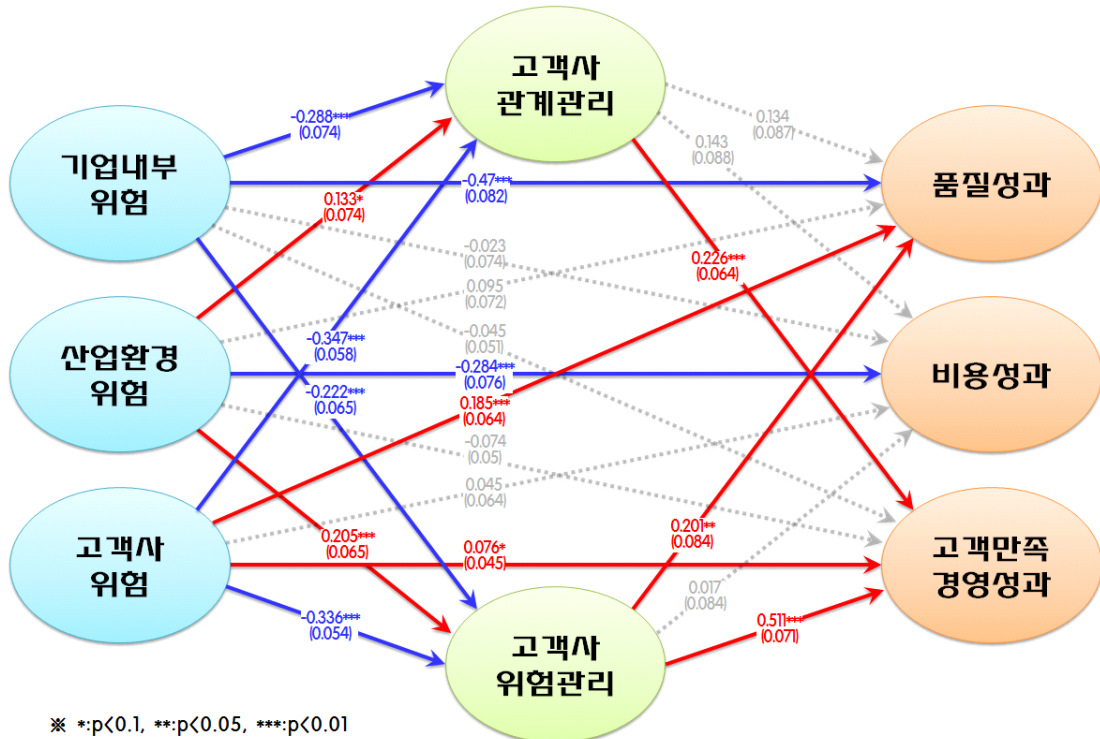 고객사
관계관리
-0.288***
(0.074)
0.134
(0.087)
0.143
(0.088)
기업내부
위험
-0.47***
(0.082)
품질성과
0.133*
(0.074)
-0.023
(0.074)
0.226***
(0.064)
0.095
(0.072)
산업환경
위험
-0.347***
(0.058)
-0.045
(0.051)
-0.284***
(0.076)
비용성과
-0.222***
(0.065)
0.185***
(0.064)
-0.074
(0.05)
0.045
(0.064)
고객사
위험
0.205***
(0.065)
0.076*
(0.045)
0.201**
(0.084)
고객만족
경영성과
-0.336***
(0.054)
0.017
(0.084)
0.511***
(0.071)
고객사
위험관리
※ *:p<0.1, **:p<0.05, ***:p<0.01